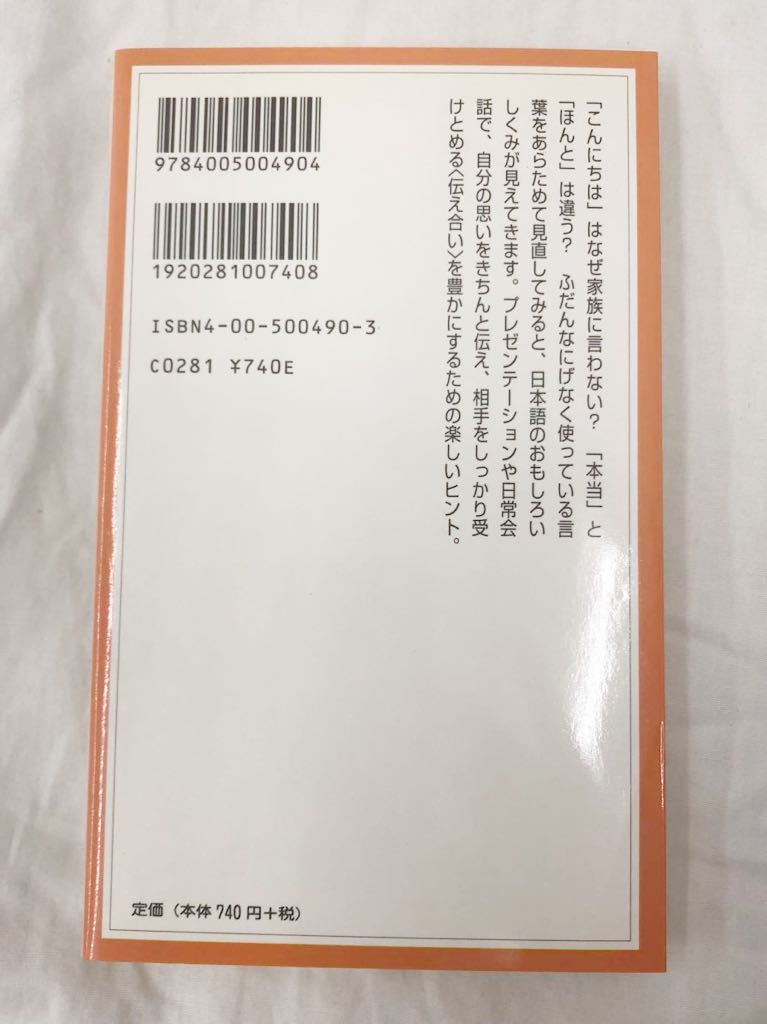 「こんにちは」はなぜ家族に言わない？　「本当」と
「ほんと」は違う？　ふだんなにげなく使っている言
葉をあらためて見直してみると、日本語のおもしろい
しくみが見えてきます。プレゼンテーションや日常会
話で、自分の思いをきちんと伝え、相手をしっかり受
けとめる〈伝え合い〉を豊かにするための楽しいヒント。
9784005004904
1920281007408
ISBN4-00-500490-3
C0281 ¥740E
定価（本体740円＋税）